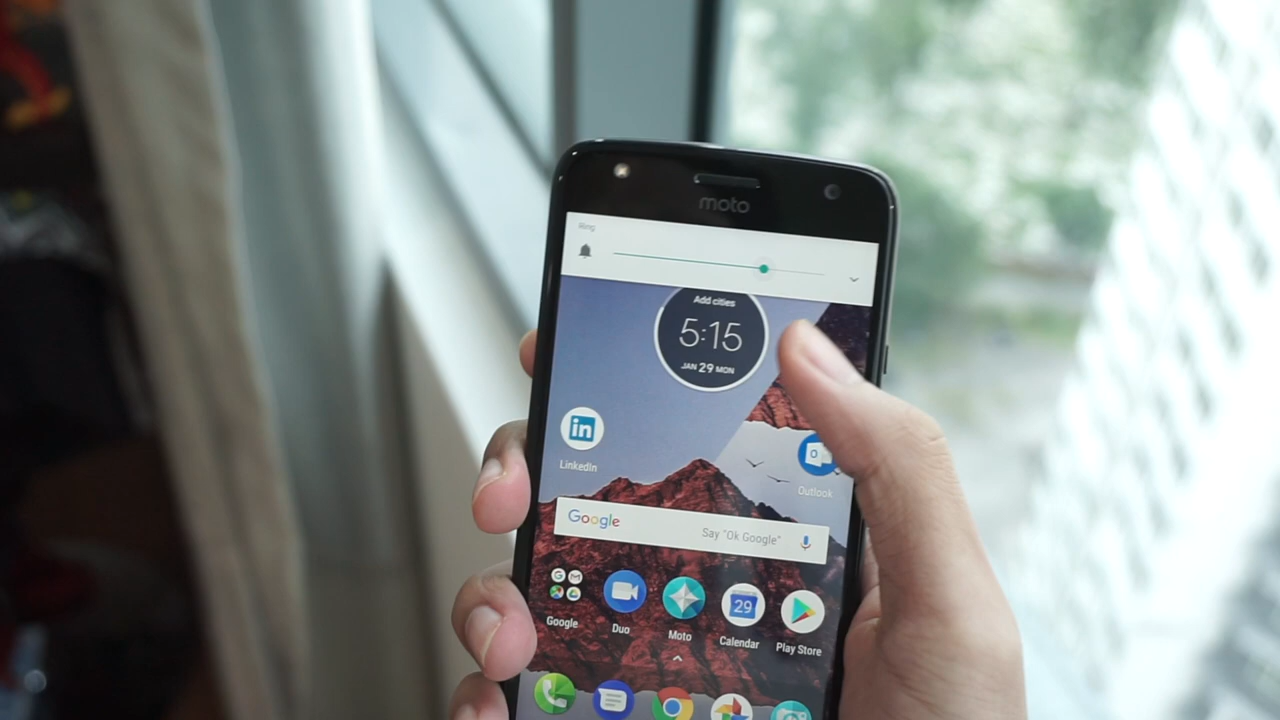 moto
Ring
Add cities
5:15
JAN 29 MON
in
LinkedIn
Outlook
Google
Say "Ok Google"
29
Google
Duo
Moto
Calendar
Play Store